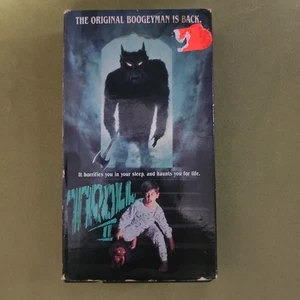 THE ORIGINAL BOOGEYMAN IS BACK.
It horrifies you in your sleep, and haunts you for life.
TROLL
II